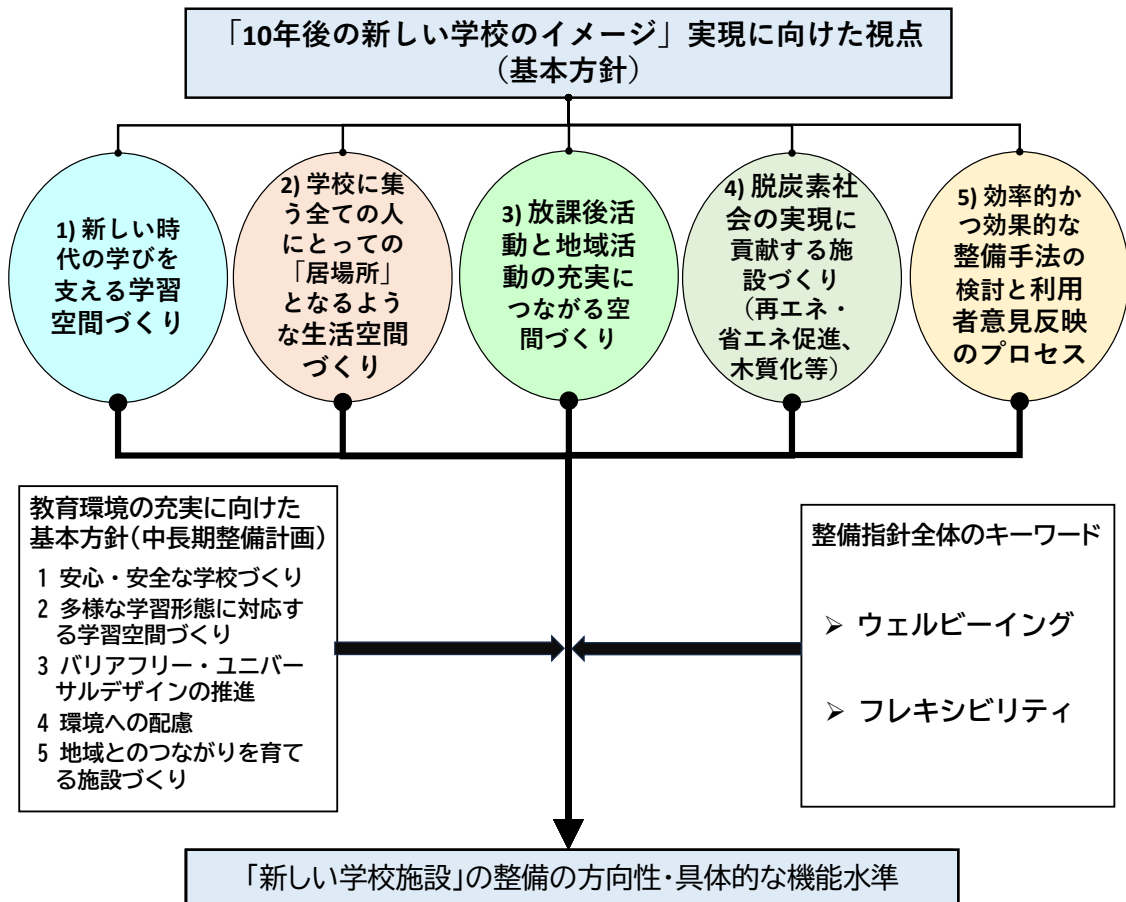 「10年後の新しい学校のイメージ」実現に向けた視点
（基本方針）
1) 新しい時
代の学びを
支える学習
空間づくり
2) 学校に集
う全ての人
にとっての
「居場所」
となるよう
な生活空間
づくり
3) 放課後活
動と地域活
動の充実に
つながる空
間づくり
4) 脱炭素社
会の実現に
貢献する施
設づくり
（再エネ・
省エネ促進、
木質化等）
5) 効率的か
つ効果的な
整備手法の
検討と利用
者意見反映
のプロセス
教育環境の充実に向けた
基本方針（中長期整備計画）
1 安心・安全な学校づくり
2 多様な学習形態に対応す
る学習空間づくり
3 バリアフリー・ユニバー
サルデザインの推進
4 環境への配慮
5 地域とのつながりを育て
る施設づくり
整備指針全体のキーワード
➢ ウェルビーイング
➢ フレキシビリティ
「新しい学校施設」の整備の方向性・具体的な機能水準